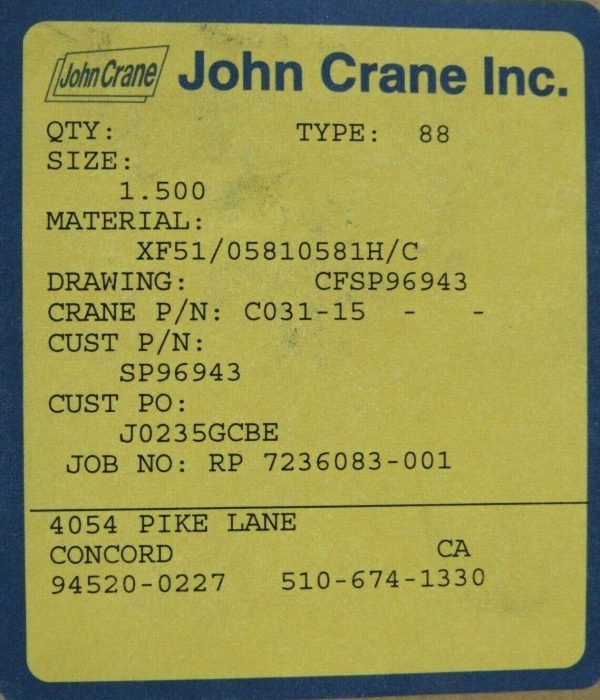 John Crane John Crane Inc.
QTY: TYPE: 88
SIZE:
1.500
MATERIAL:
XF51/05810581H/C
DRAWING: CFSP96943
CRANE P/N: C031-15 - -
CUST P/N:
SP96943
CUST PO:
J0235GCBE
JOB NO: RP 7236083-001
4054 PIKE LANE
CONCORD CA
94520-0227 510-674-1330